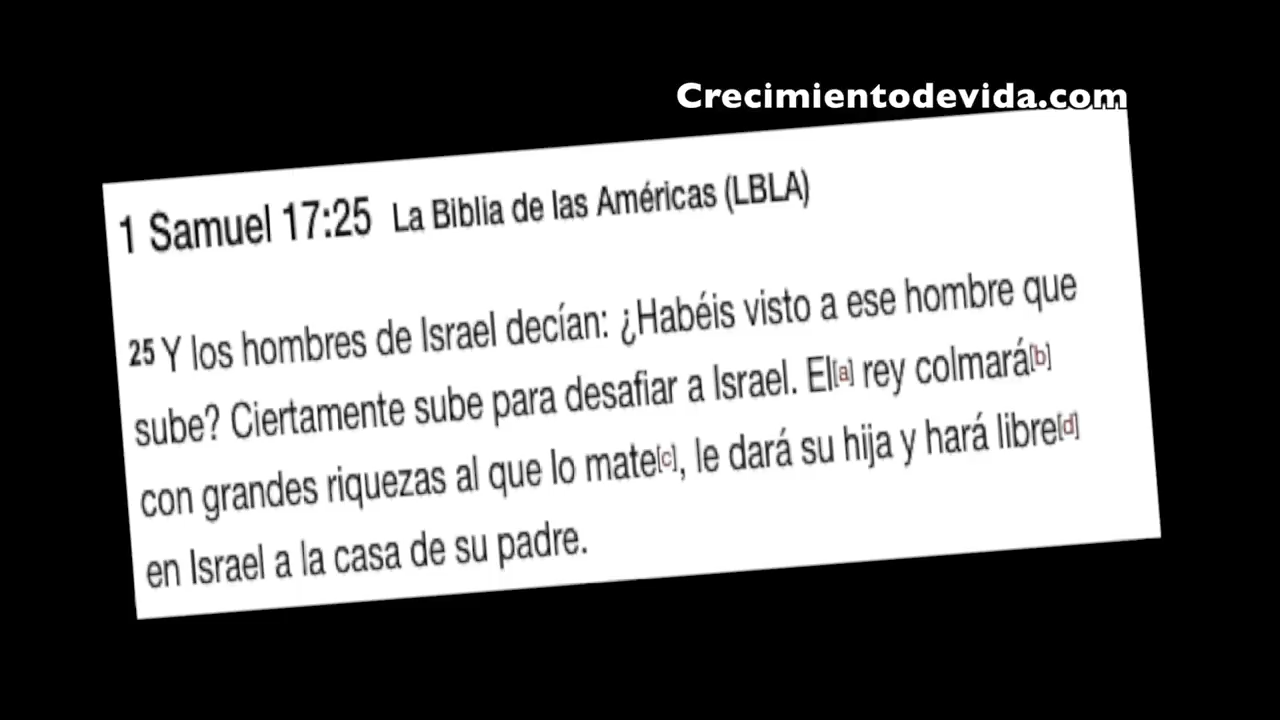 Crecimientodevida.com
1 Samuel 17:25 La Biblia de las Américas (LBLA)
25 Y los hombres de Israel decían: ¿Habéis visto a ese hombre que
sube? Ciertamente sube para desafiar a Israel. El[a] rey colmará[b]
con grandes riquezas al que lo mate[c], le dará su hija y hará libre[d]
en Israel a la casa de su padre.